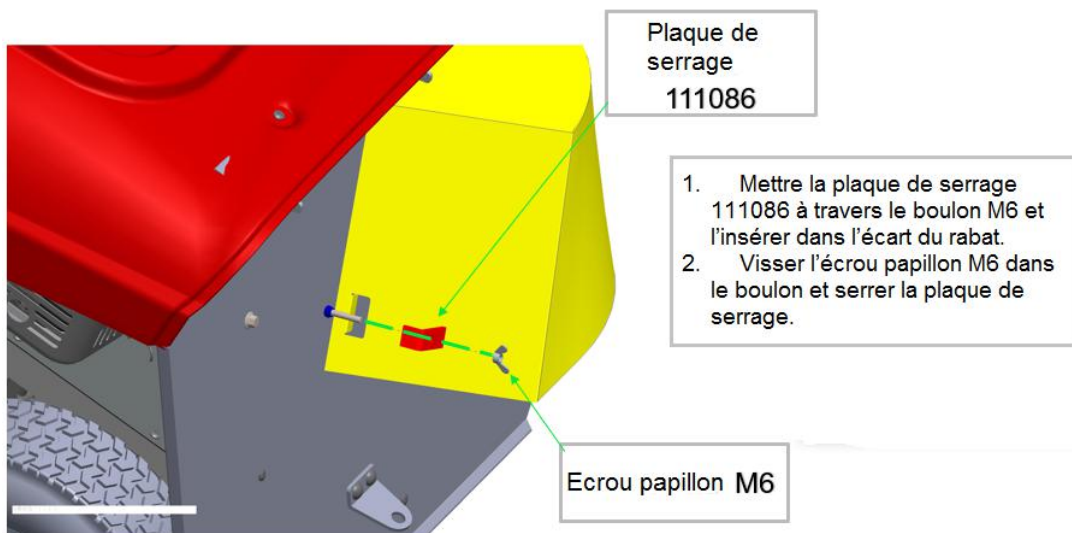 Plaque de
serrage
111086
1. Mettre la plaque de serrage
111086 à travers le boulon M6 et
l'insérer dans l'écart du rabat.
2. Visser l'écrou papillon M6 dans
le boulon et serrer la plaque de
serrage.
Ecrou papillon M6